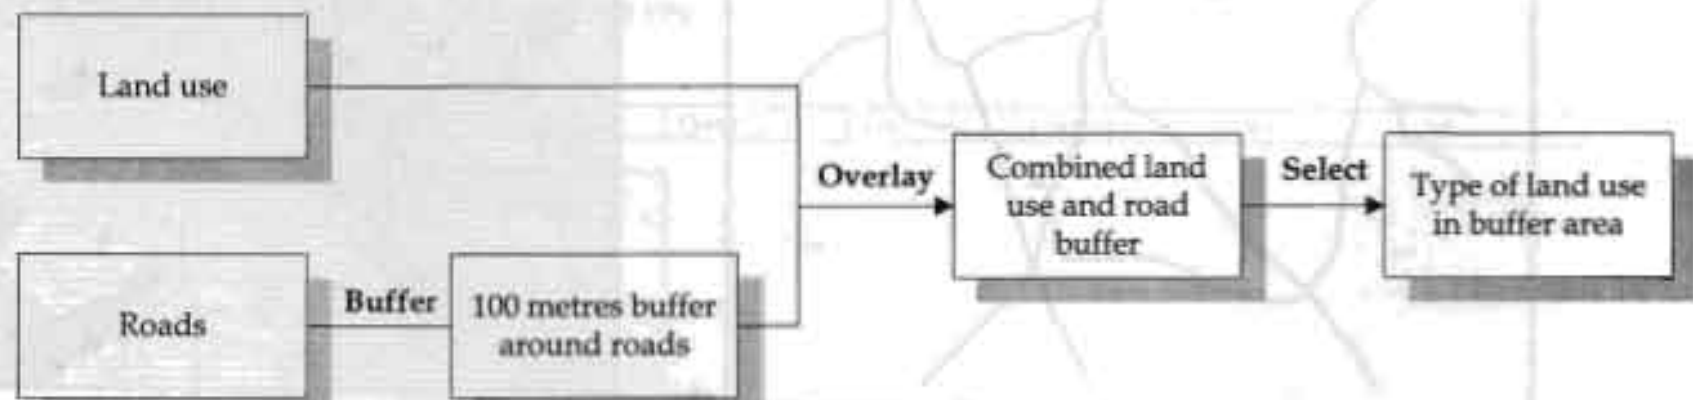 Land use
Overlay
Combined land
use and road
buffer
Select
Type of land use
in buffer area
Roads
Buffer
100 metres buffer
around roads